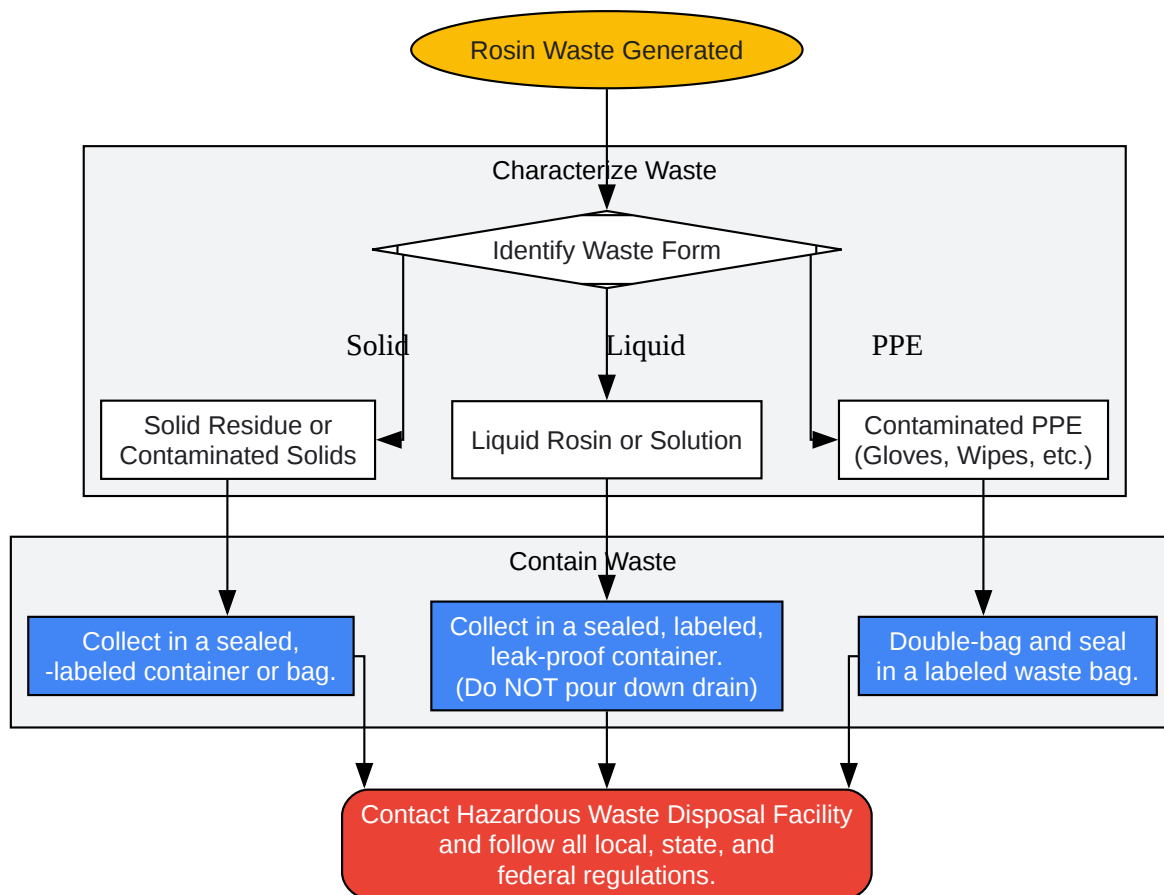 Rosin Waste Generated
Characterize Waste
Identify Waste Form
Solid
Liquid
PPE
Solid Residue or
Contaminated Solids
Liquid Rosin or Solution
Contaminated PPE
(Gloves, Wipes, etc.)
Contain Waste
Collect in a sealed,
-labeled container or bag.
Collect in a sealed, labeled,
leak-proof container.
(Do NOT pour down drain)
Double-bag and seal
in a labeled waste bag.
Contact Hazardous Waste Disposal Facility
and follow all local, state, and
federal regulations.